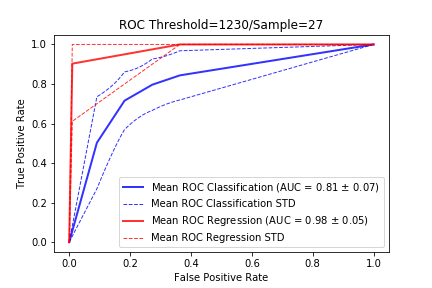 ROC Threshold=1230/Sample=27
1.0
0.8
0.6
0.4
0.2
0.0
True Positive Rate
Mean ROC Classification (AUC = 0.81 ± 0.07)
Mean ROC Classification STD
Mean ROC Regression (AUC = 0.98 ± 0.05)
Mean ROC Regression STD
0.0 0.2 0.4 0.6 0.8 1.0
False Positive Rate